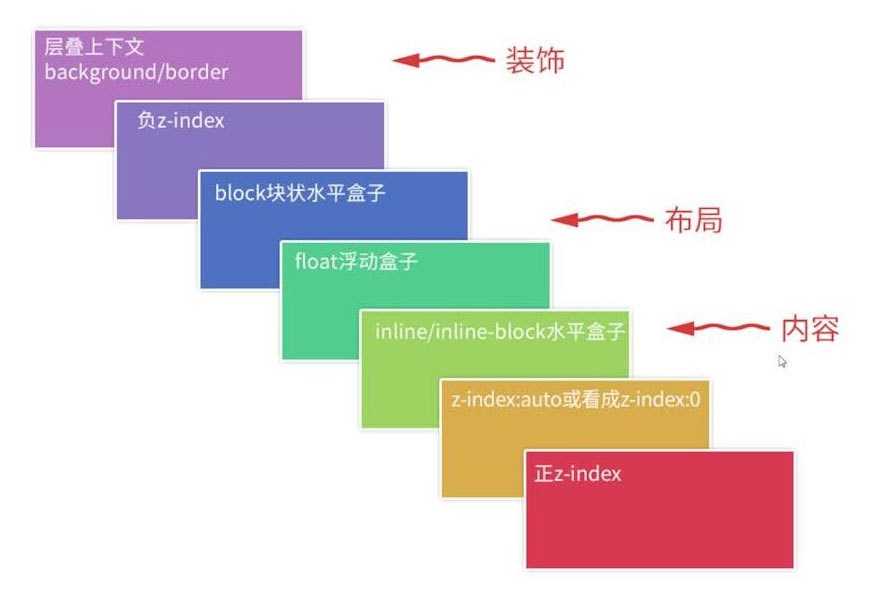 层叠上下文
background/border
装饰
负z-index
block块状水平盒子
布局
float浮动盒子
inline/inline-block水平盒子
内容
z-index:auto或看成z-index:0
正z-index